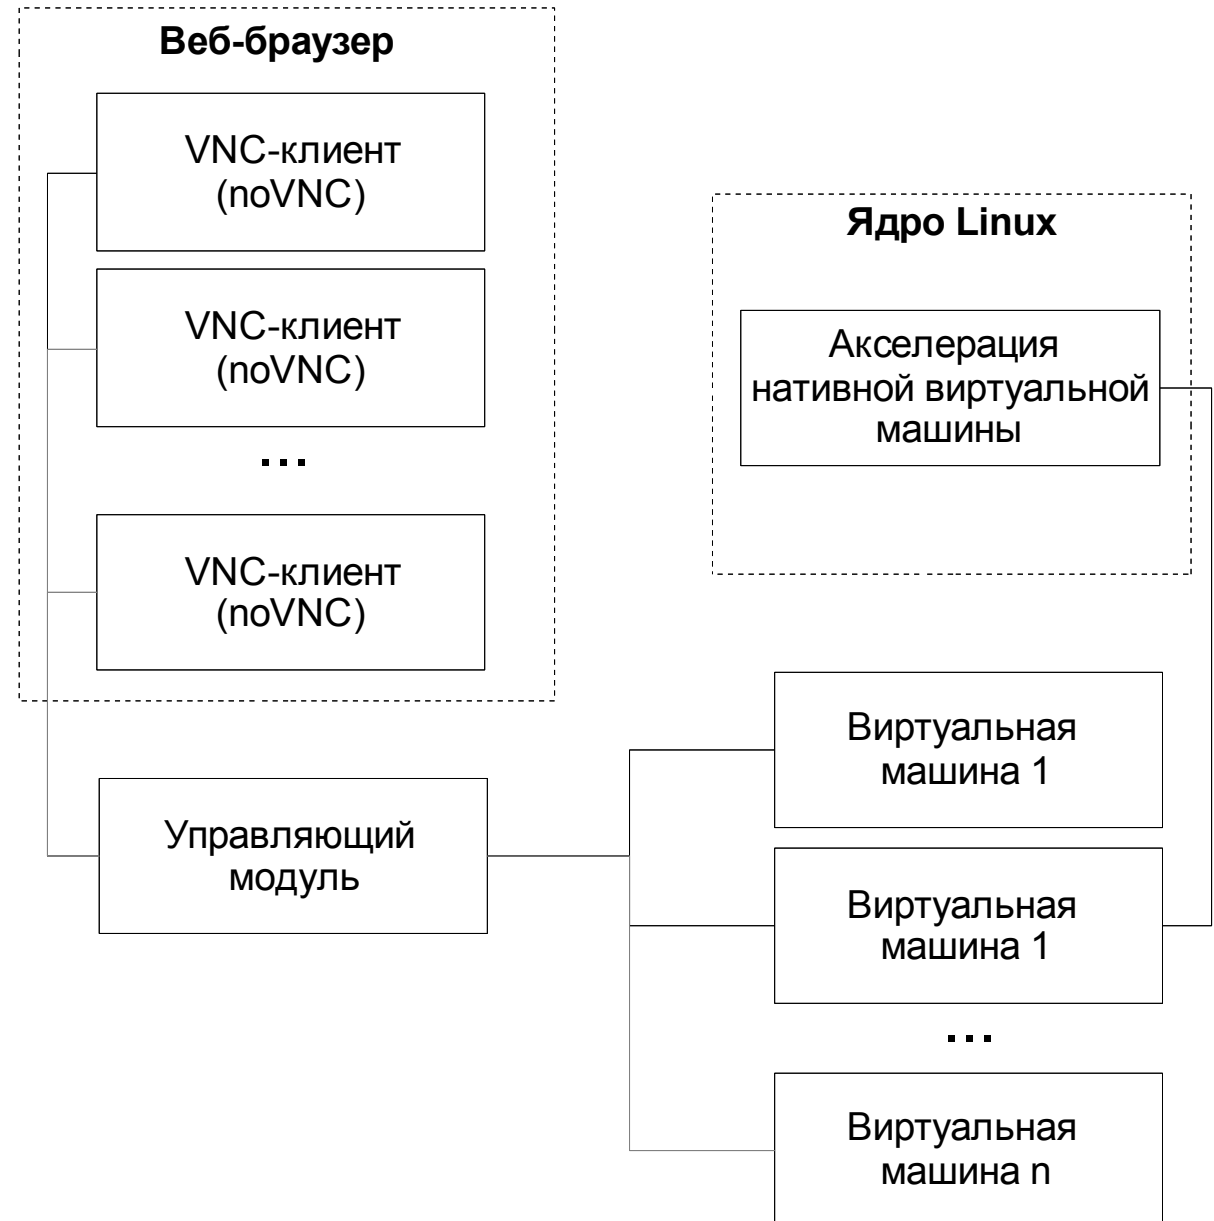 Веб-браузер
VNC-клиент
(noVNC)
VNC-клиент
(noVNC)
...
VNC-клиент
(noVNC)
Управляющий
модуль
Ядро Linux
Акселерация
нативной виртуальной
машины
Виртуальная
машина 1
Виртуальная
машина 1
...
Виртуальная
машина n